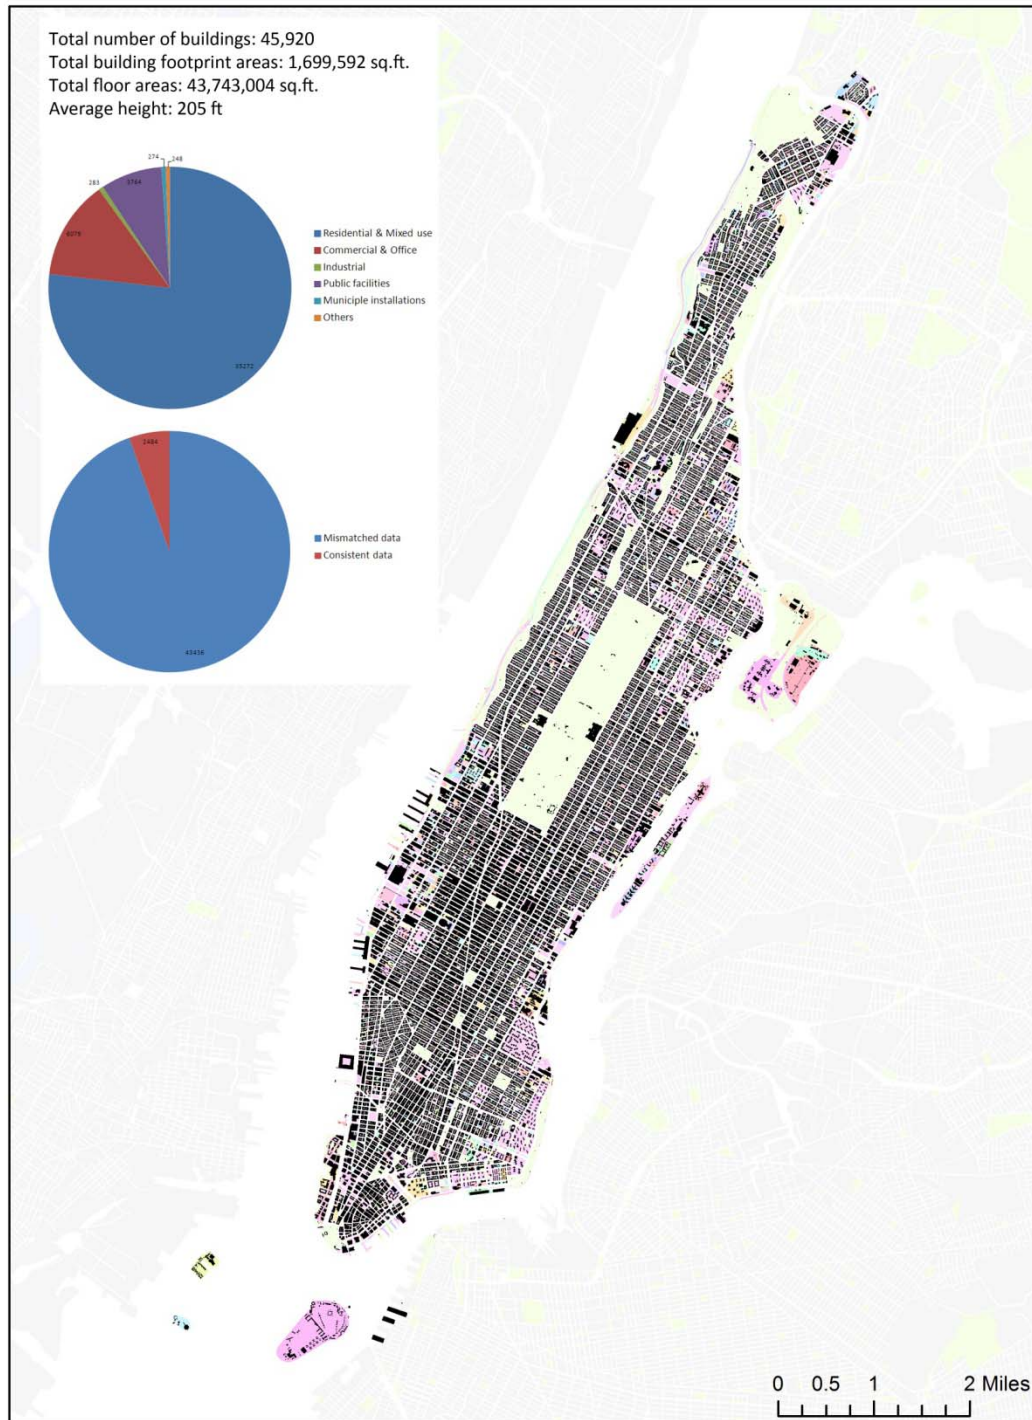 Total number of buildings: 45,920
Total building footprint areas: 1,699,592 sq.ft.
Total floor areas: 43,743,004 sq.ft.
Average height: 205 ft
274
248
283
3764
6078
35272
Residential & Mixed use
Commercial & Office
Industrial
Public facilities
Municiple installations
Others
2484
43436
Mismatched data
Consistent data
0 0.5 1 2 Miles